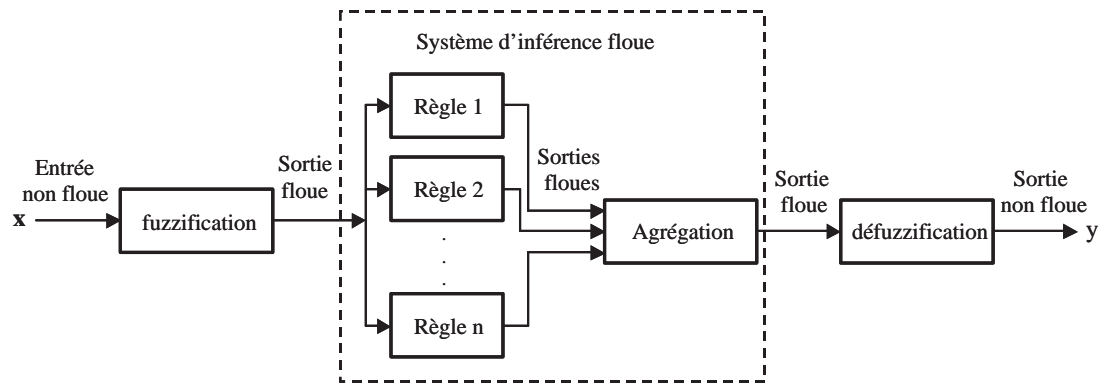 Système d'inférence floue
Entrée
non floue
x
fuzzification
Sortie
floue
Règle 1
Règle 2
Règle n
Sorties
floues
Agrégation
Sortie
floue
défuzzification
Sortie
non floue
y